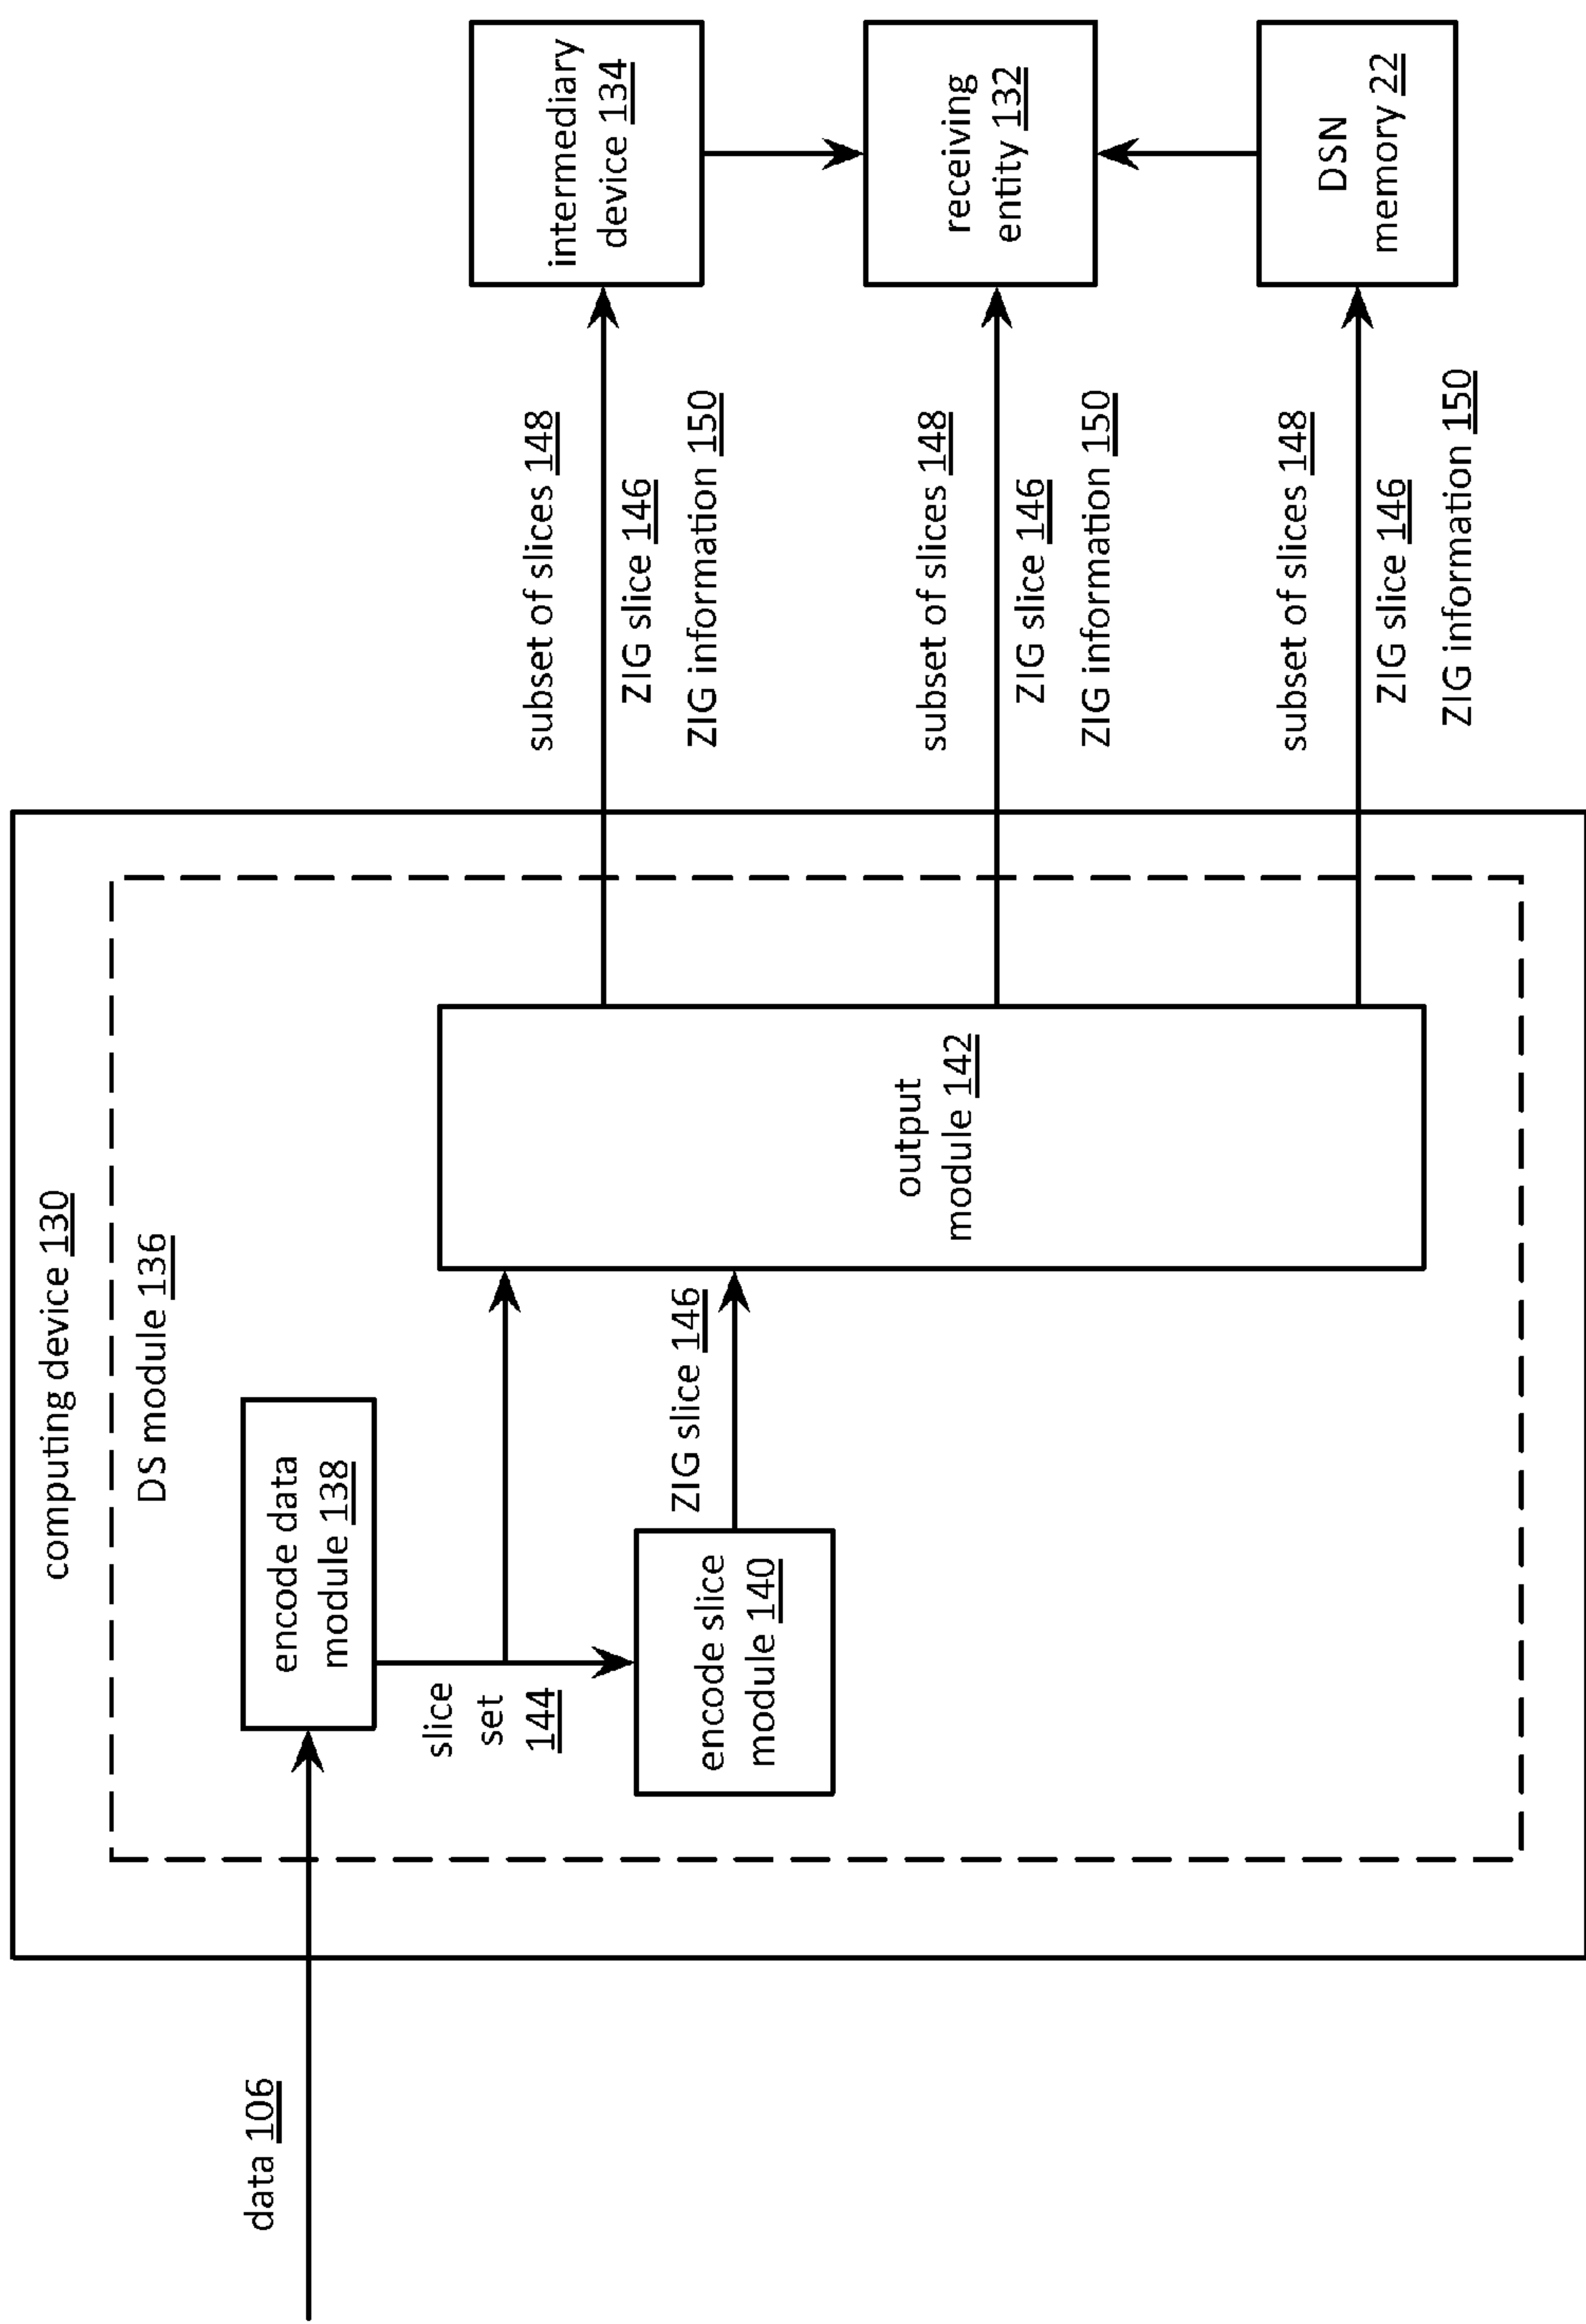 computing device 130
DS module 136
data 106
encode data
module 138
slice
set
144
encode slice
module 140
ZIG slice 146
output
module 142
subset of slices 148
ZIG slice 146
ZIG information 150
intermediary
device 134
subset of slices 148
ZIG slice 146
ZIG information 150
receiving
entity 132
subset of slices 148
ZIG slice 146
ZIG information 150
DSN
memory 22